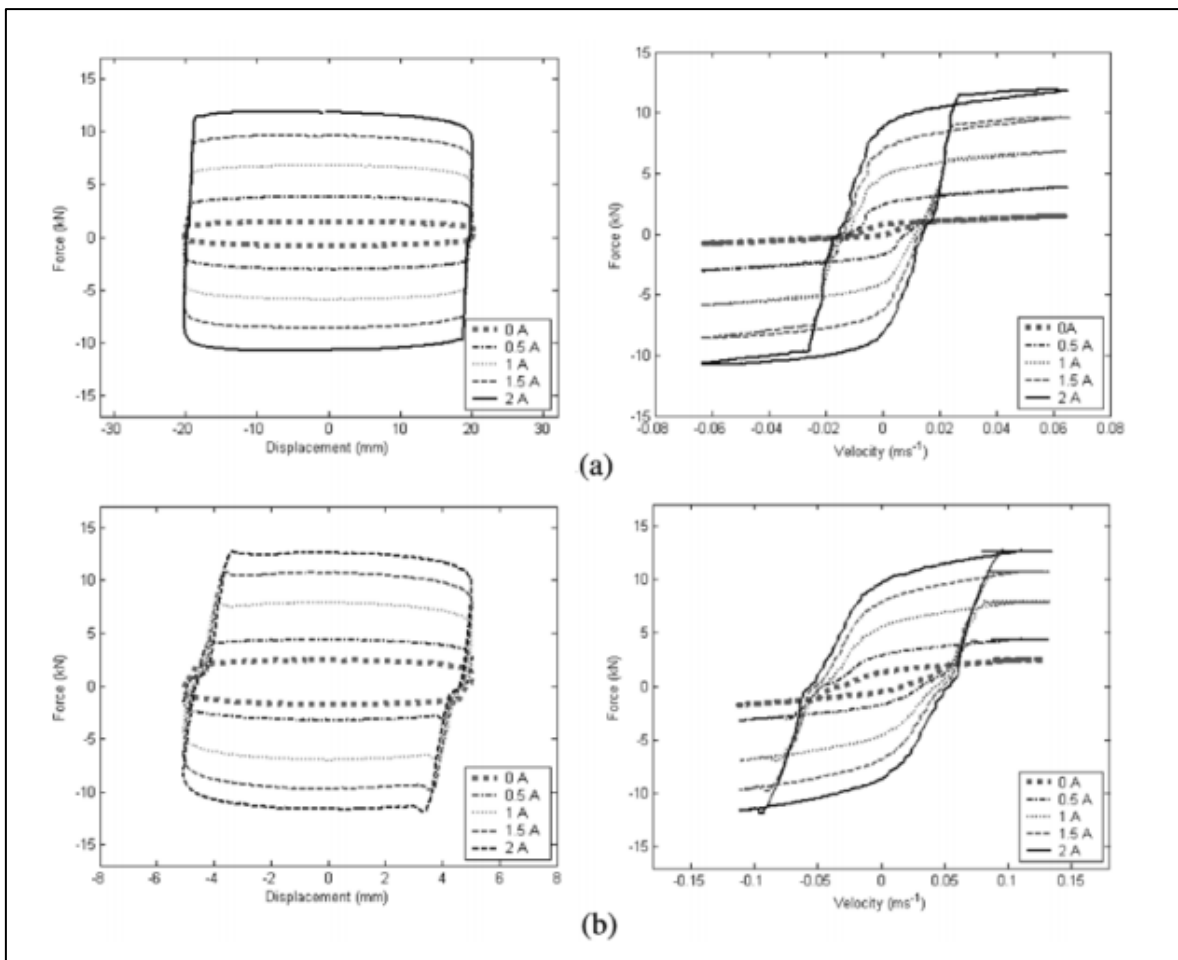 15
10
5
0
-5
-10
-15
Force (kN)
0 A
0.5 A
1 A
1.5 A
2 A
-30 -20 -10 0 10 20 30
Displacement (mm)
15
10
5
0
-5
-10
-15
Force (kN)
0A
0.5 A
1 A
1.5 A
2 A
-0.08 -0.06 -0.04 -0.02 0 0.02 0.04 0.06 0.08
Velocity (ms⁻¹)
(a)
15
10
5
0
-5
-10
-15
Force (kN)
0 A
0.5 A
1 A
1.5 A
2 A
-8 -6 -4 -2 0 2 4 6 8
Displacement (mm)
15
10
5
0
-5
-10
-15
Force (kN)
0 A
0.5 A
1 A
1.5 A
2 A
-0.15 -0.1 -0.05 0 0.05 0.1 0.15
Velocity (ms⁻¹)
(b)